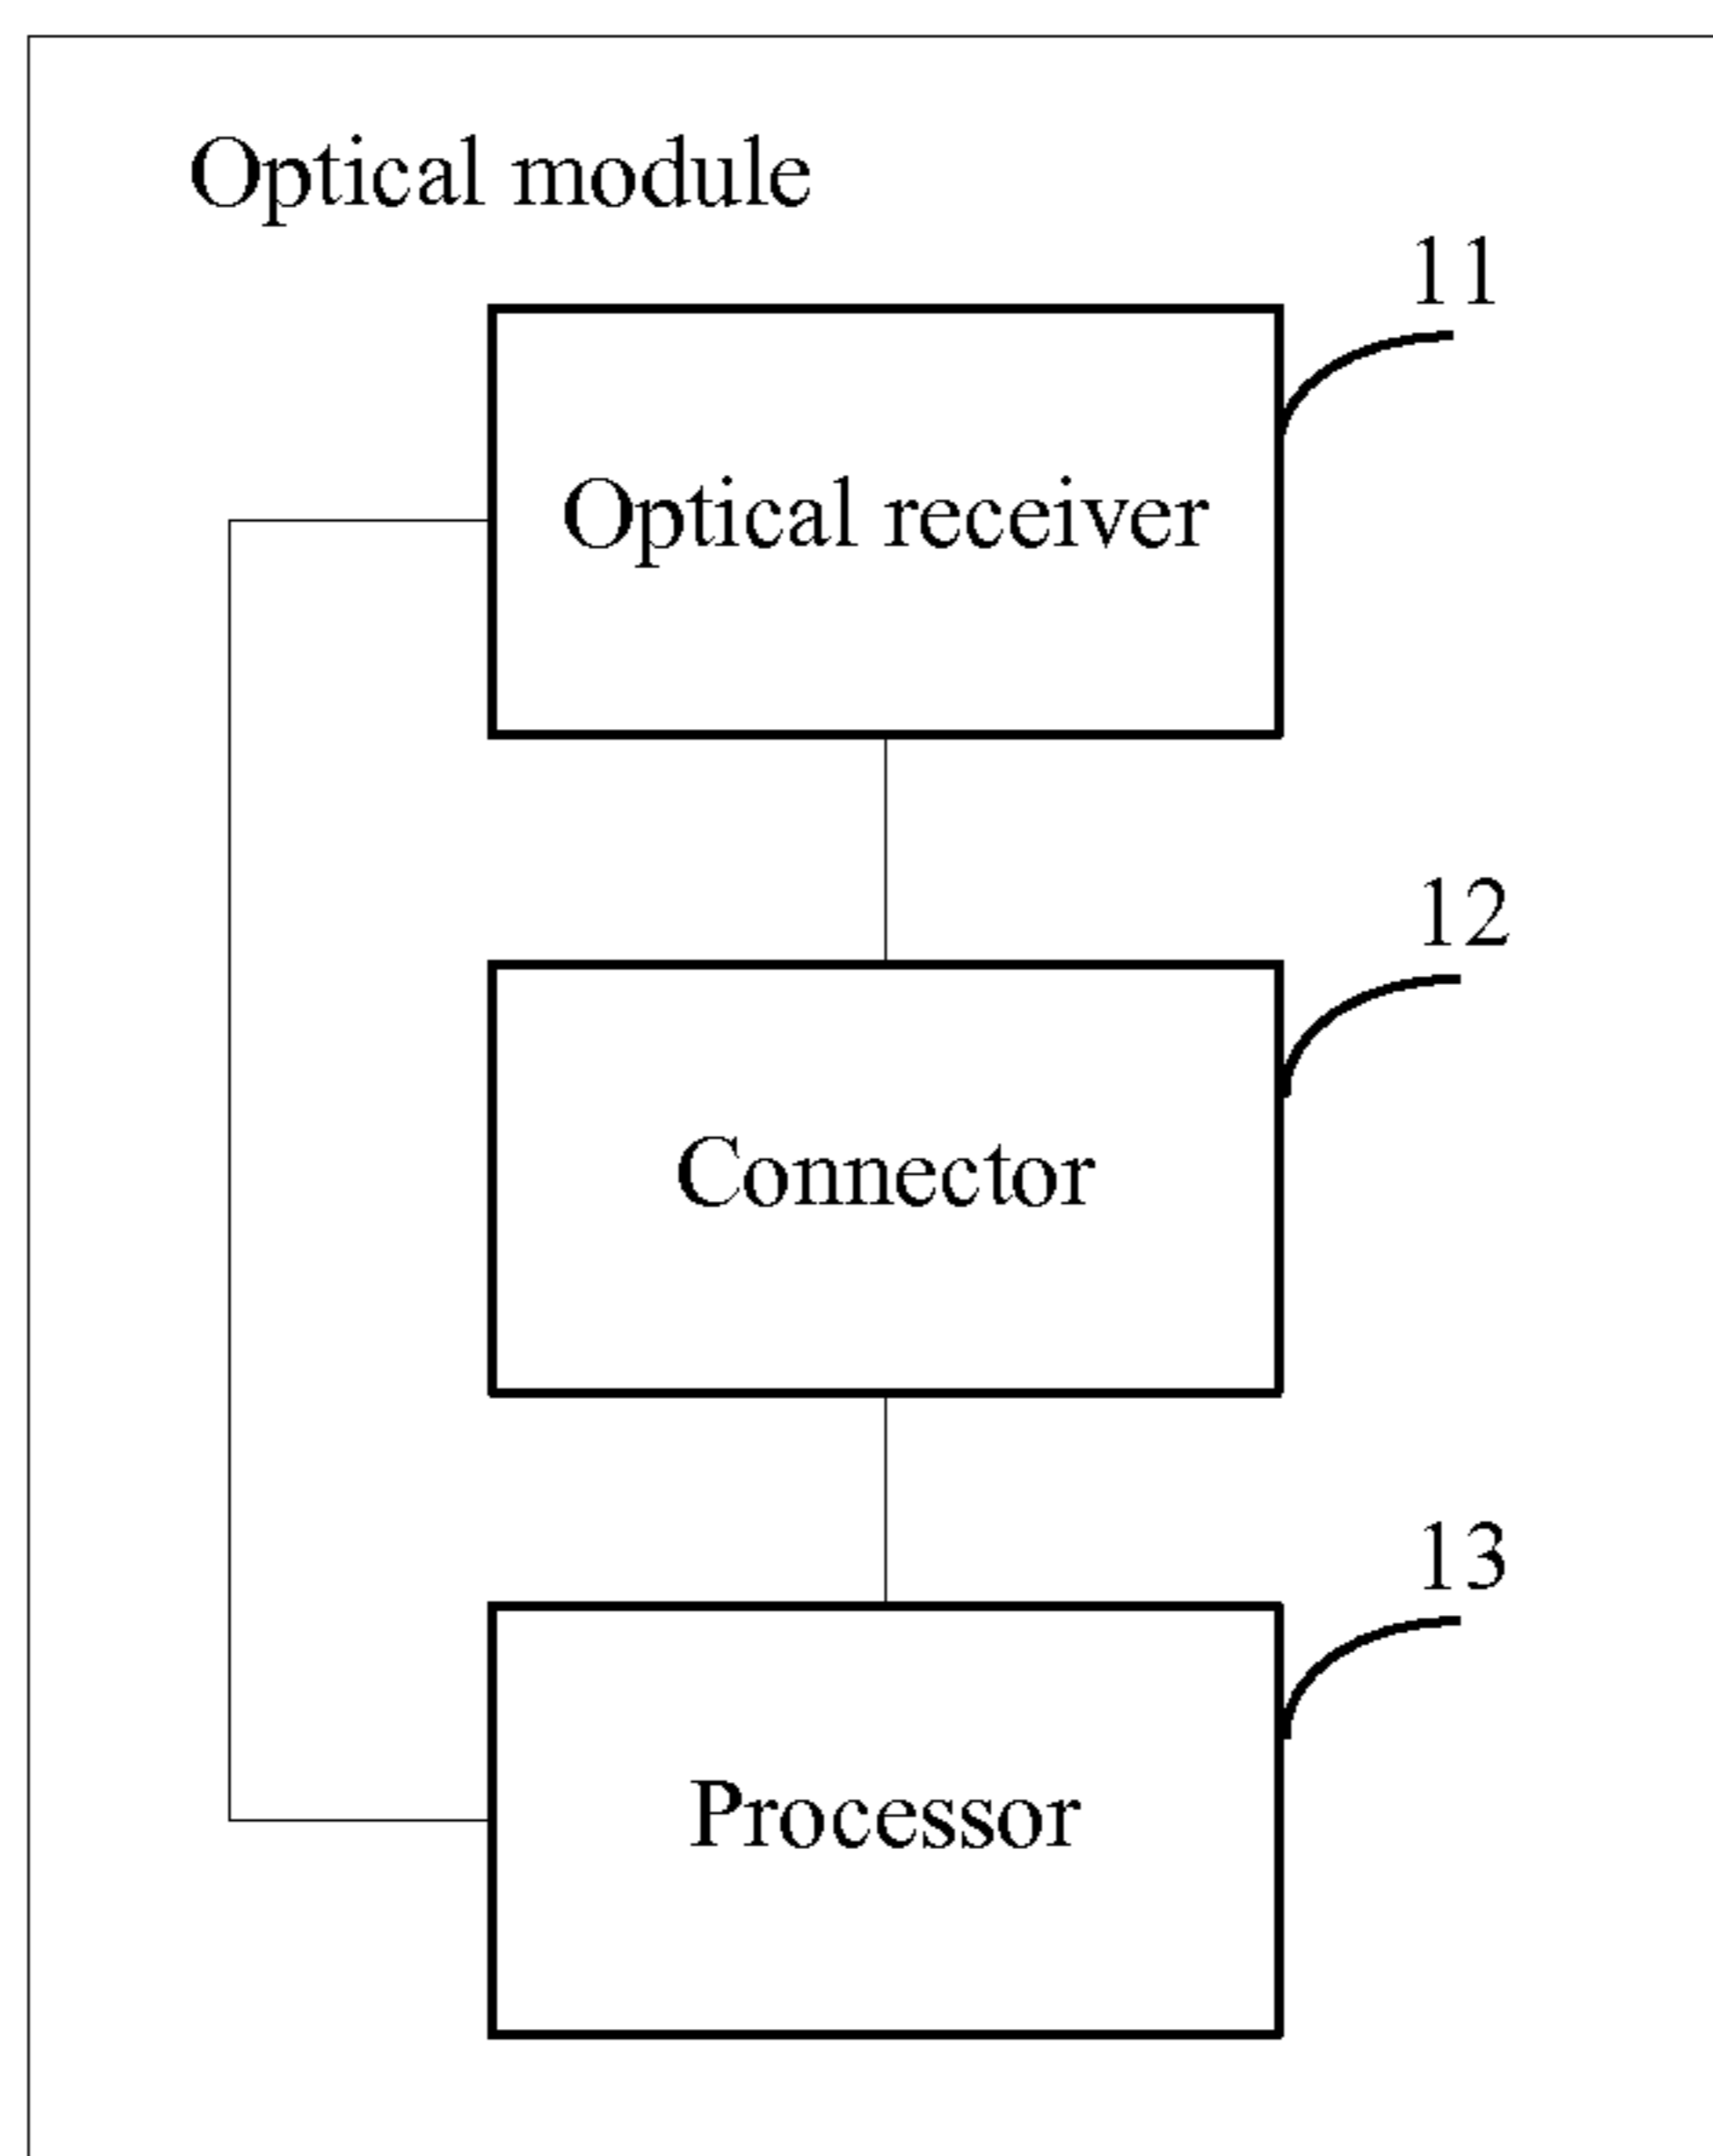 Optical module
11
Optical receiver
12
Connector
13
Processor